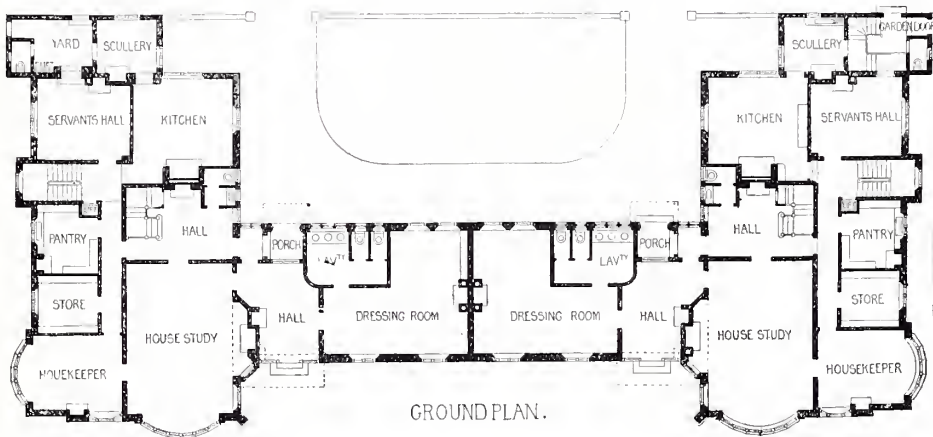 YARD
SCULLERY
SCULLERY
GARDEN DOOR
SERVANTS HALL
KITCHEN
KITCHEN
SERVANTS HALL
PANTRY
HALL
PORCH
LAVTY
LAVTY
PORCH
HALL
PANTRY
STORE
STORE
HALL
DRESSING ROOM
DRESSING ROOM
HALL
HOUSE STUDY
HOUSE STUDY
HOUKEEPER
HOUSEKEEPER
GROUND PLAN.